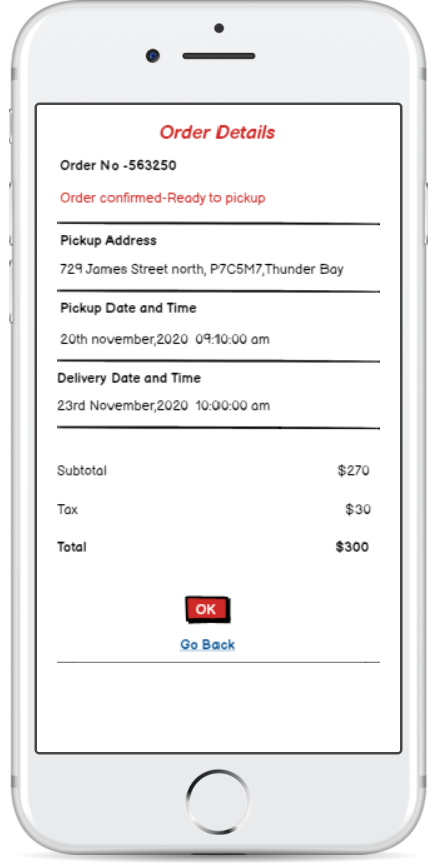 Order Details
Order No -563250
Order confirmed-Ready to pickup
Pickup Address
729 James Street north, P7C5M7,Thunder Bay
Pickup Date and Time
20th november,2020 09:10:00 am
Delivery Date and Time
23rd November,2020 10:00:00 am
Subtotal $270
Tax $30
Total $300
OK
Go Back